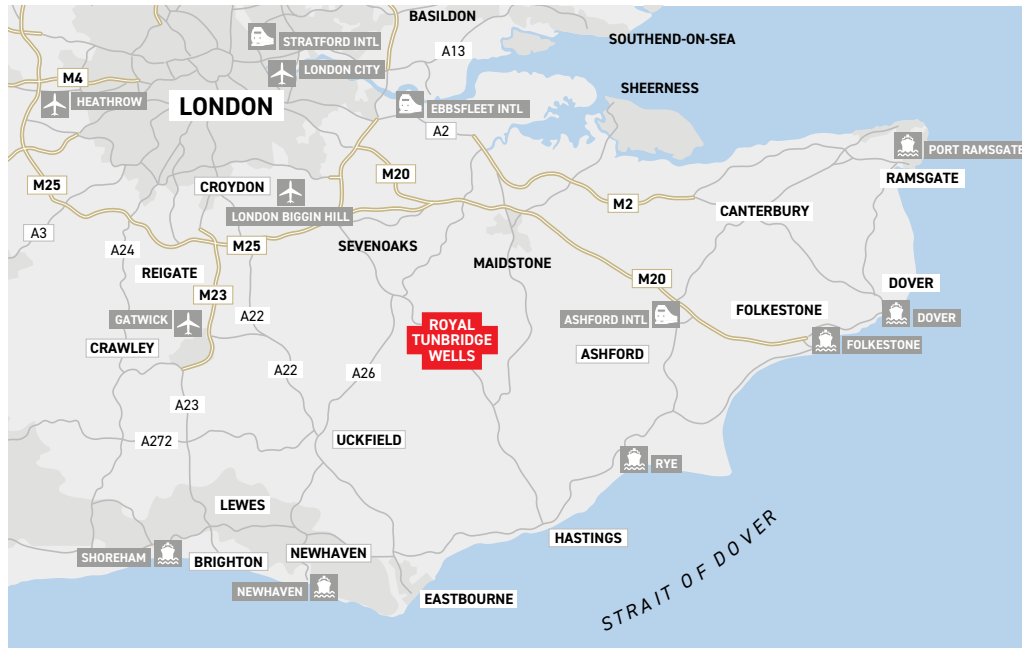 BASILDON
STRATFORD INTL
SOUTHEND-ON-SEA
A13
LONDON CITY
M4
SHEERNESS
HEATHROW
LONDON
EBBSFLEET INTL
A2
PORT RAMSGATE
M20
RAMSGATE
M25
CROYDON
M2
CANTERBURY
LONDON BIGGIN HILL
A3
A24
M25
SEVENOAKS
MAIDSTONE
REIGATE
M20
DOVER
M23
FOLKESTONE
GATWICK
A22
ASHFORD INTL
DOVER
ROYAL
TUNBRIDGE
WELLS
CRAWLEY
FOLKESTONE
ASHFORD
A22
A26
A23
A272
UCKFIELD
RYE
LEWES
STRAIT OF DOVER
HASTINGS
SHOREHAM
BRIGHTON
NEWHAVEN
NEWHAVEN
EASTBOURNE